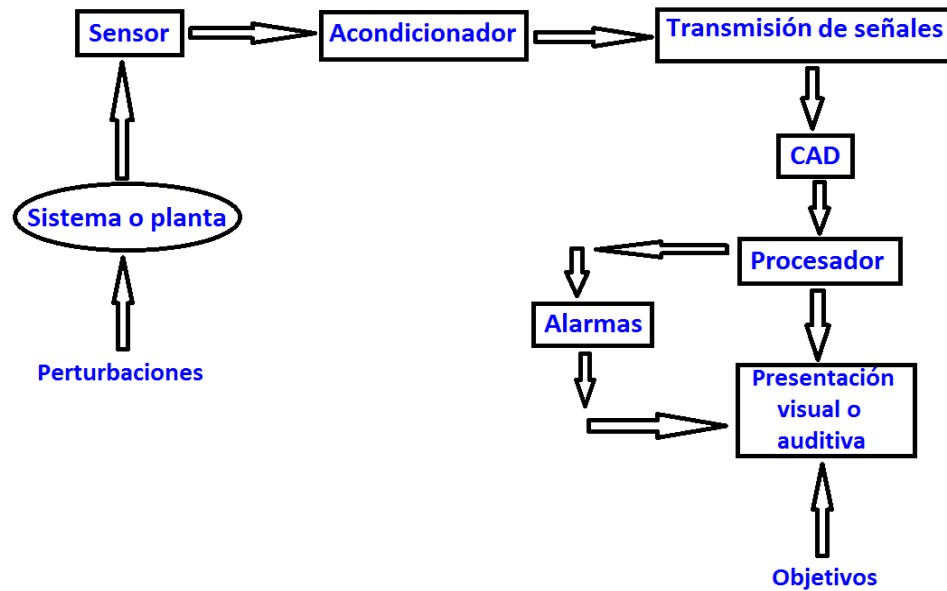 Sensor
Acondicionador
Transmisión de señales
CAD
Sistema o planta
Procesador
Alarmas
Perturbaciones
Presentación
visual o
auditiva
Objetivos